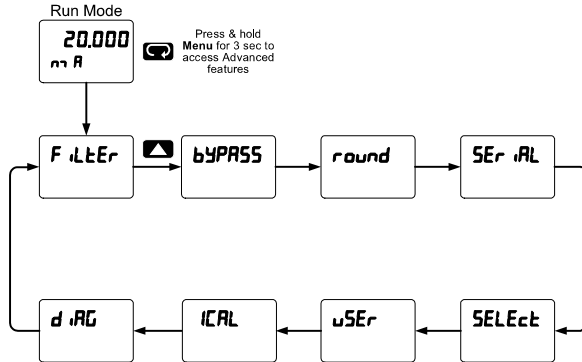 Run Mode
20.000
mA
Press & hold
Menu for 3 sec to
access Advanced
features
FiLtEr
bYPASS
round
SEriAL
diAG
ICAL
uSEr
SELEct